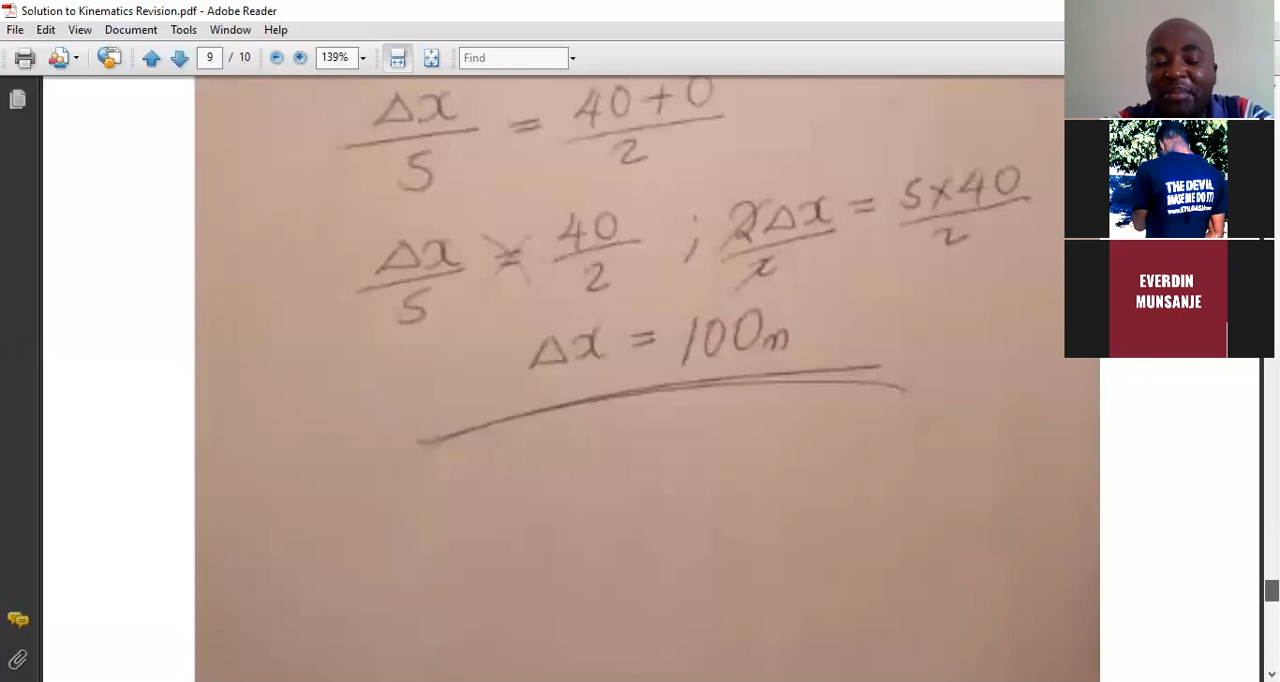 Solution to Kinematics Revision.pdf - Adobe Reader
File Edit View Document Tools Window Help
9 / 10 139% Find
Δx/5 = 40+0/2
Δx/5 = 40/2 ; 2Δx/2 = 5×40/2
Δx = 100m
THE DEVIL
MADE ME DO IT!
EVERDIN
MUNSANJE